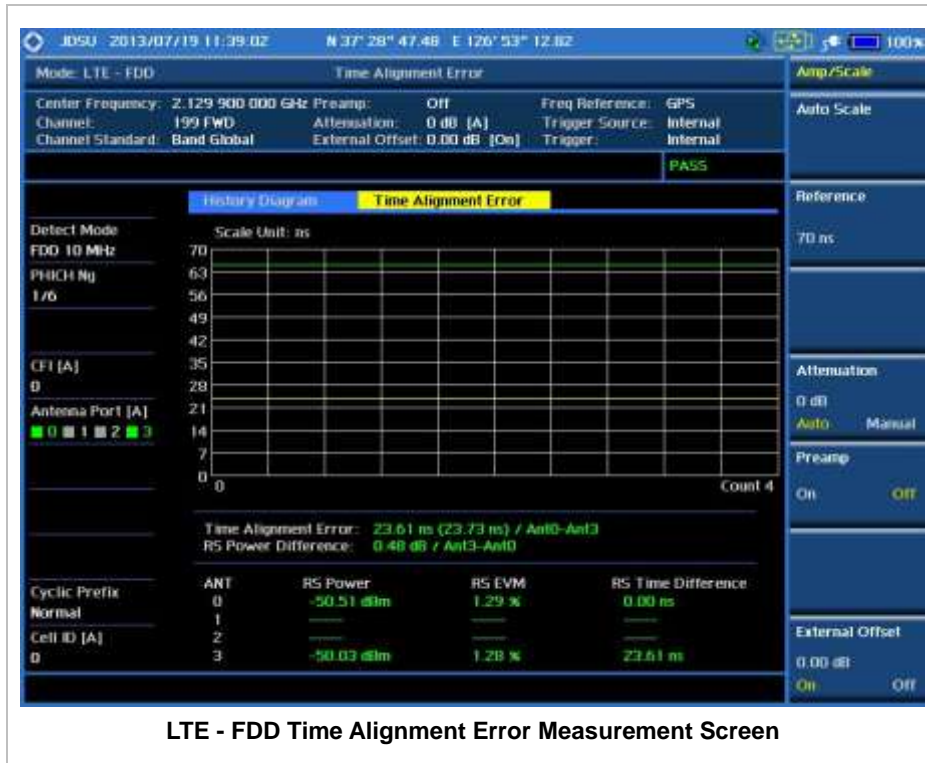 JDSU 2013/07/19 11:39:02 N 37° 28" 47.48 E 126° 53" 12.82 100%
Mode: LTE - FDD Time Alignment Error Amp/Scale
Center Frequency: 2.129 900 000 GHz Preamp: Off Freq Reference: GPS
Channel: 199 FWD Attenuation: 0 dB [A] Trigger Source: Internal
Channel Standard: Band Global External Offset: 0.00 dB [On] Trigger: Internal
Auto Scale
PASS
History Diagram Time Alignment Error
Reference
70 ns
Detect Mode
FDD 10 MHz
PHICH Ng
1/6
CFI [A]
0
Antenna Port [A]
0 1 2 3
Scale Unit: ns
70
63
56
49
42
35
28
21
14
7
0
0 Count 4
Attenuation
0 dB
Auto Manual
Preamp
On Off
Time Alignment Error: 23.61 ns (23.73 ns) / Ant0-Ant3
RS Power Difference: 0.48 dB / Ant3-Ant0
ANT RS Power RS EVM RS Time Difference
0 -50.51 dBm 1.29 % 0.00 ns
1 ----- ----- -----
2 ----- ----- -----
3 -50.03 dBm 1.28 % 23.61 ns
Cyclic Prefix
Normal
Cell ID [A]
0
External Offset
0.00 dB
On Off
LTE - FDD Time Alignment Error Measurement Screen